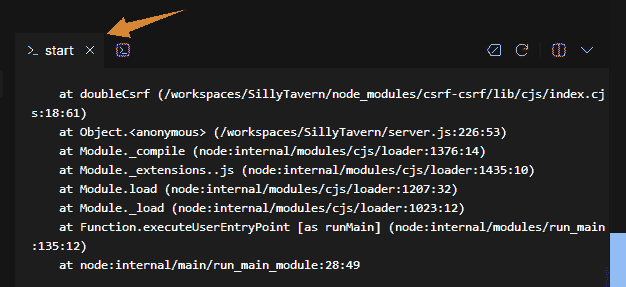 start
at doubleCsrf (/workspaces/SillyTavern/node_modules/csrf-csrf/lib/cjs/index.cj
s:18:61)
at Object.<anonymous> (/workspaces/SillyTavern/server.js:226:53)
at Module._compile (node:internal/modules/cjs/loader:1376:14)
at Module._extensions..js (node:internal/modules/cjs/loader:1435:10)
at Module.load (node:internal/modules/cjs/loader:1207:32)
at Module._load (node:internal/modules/cjs/loader:1023:12)
at Function.executeUserEntryPoint [as runMain] (node:internal/modules/run_main
:135:12)
at node:internal/main/run_main_module:28:49